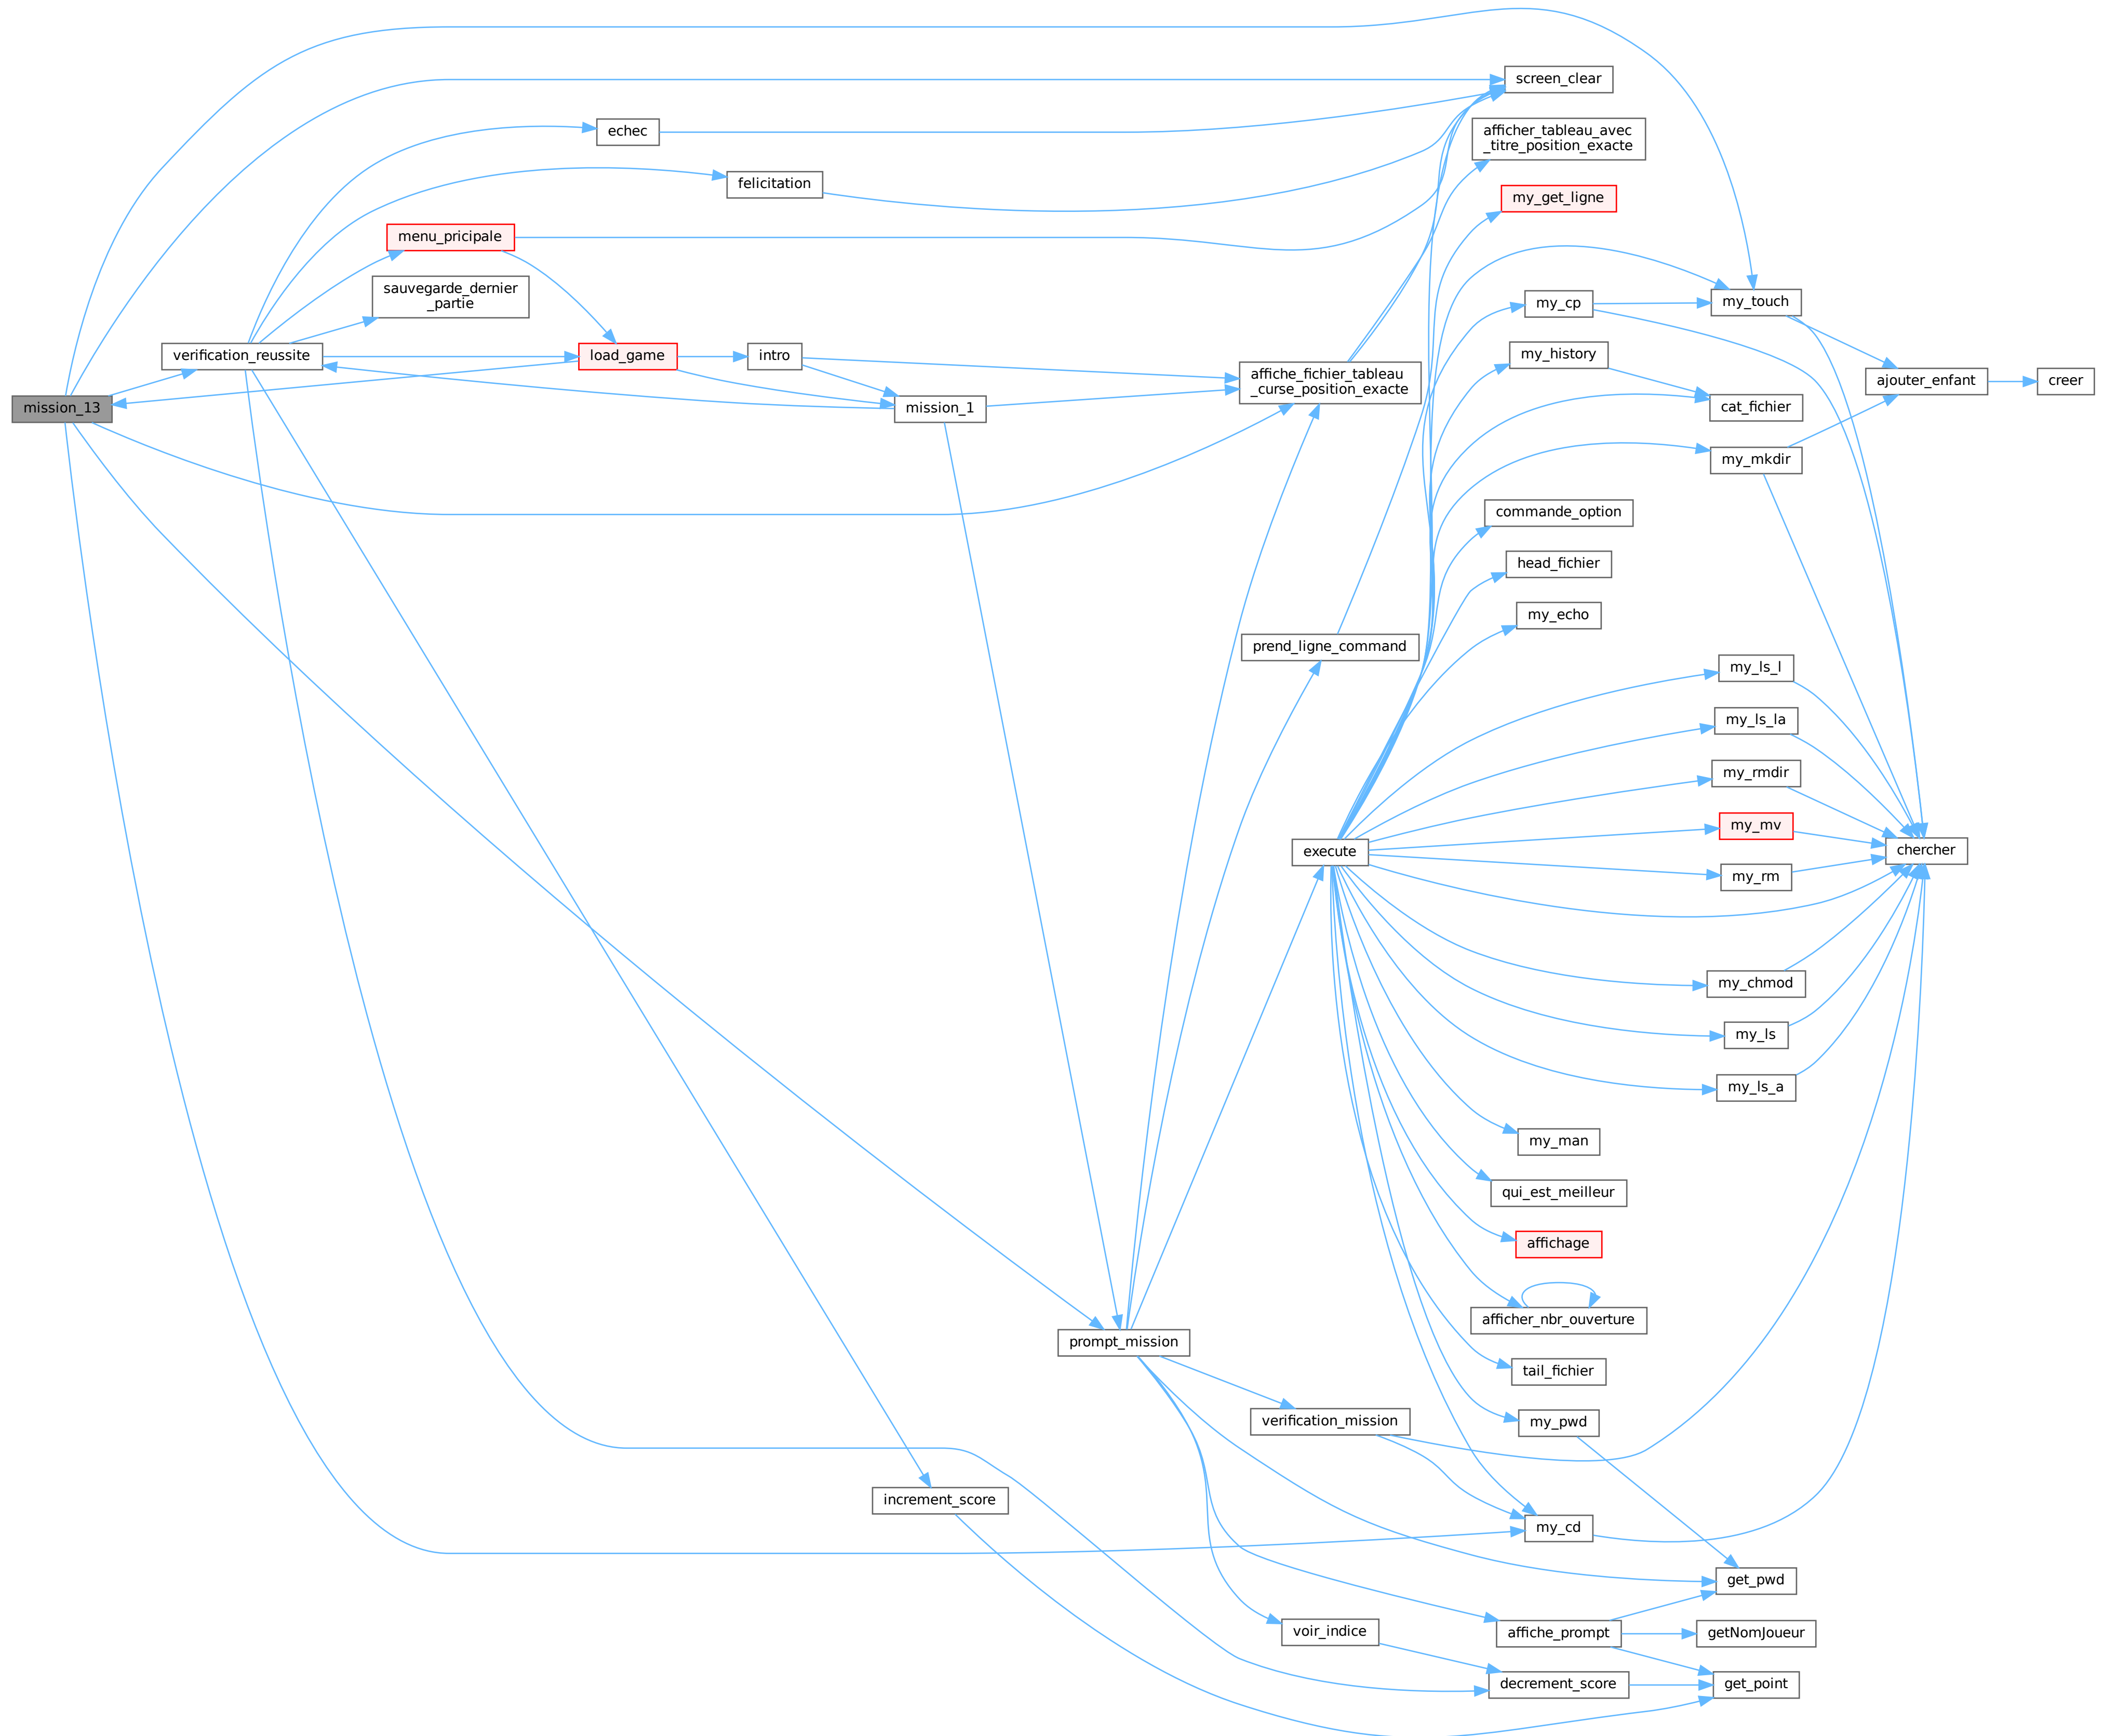 screen_clear
echec
afficher_tableau_avec
_titre_position_exacte
felicitation
my_get_ligne
menu_pricipale
sauvegarde_dernier
_partie
my_cp
my_touch
verification_reussite
load_game
intro
my_history
affiche_fichier_tableau
_curse_position_exacte
ajouter_enfant
creer
mission_13
mission_1
cat_fichier
my_mkdir
commande_option
head_fichier
my_echo
prend_ligne_command
my_ls_l
my_ls_la
my_rmdir
my_mv
execute
chercher
my_rm
my_chmod
my_ls
my_ls_a
my_man
qui_est_meilleur
affichage
afficher_nbr_ouverture
prompt_mission
tail_fichier
verification_mission
my_pwd
increment_score
my_cd
get_pwd
voir_indice
affiche_prompt
getNomJoueur
decrement_score
get_point